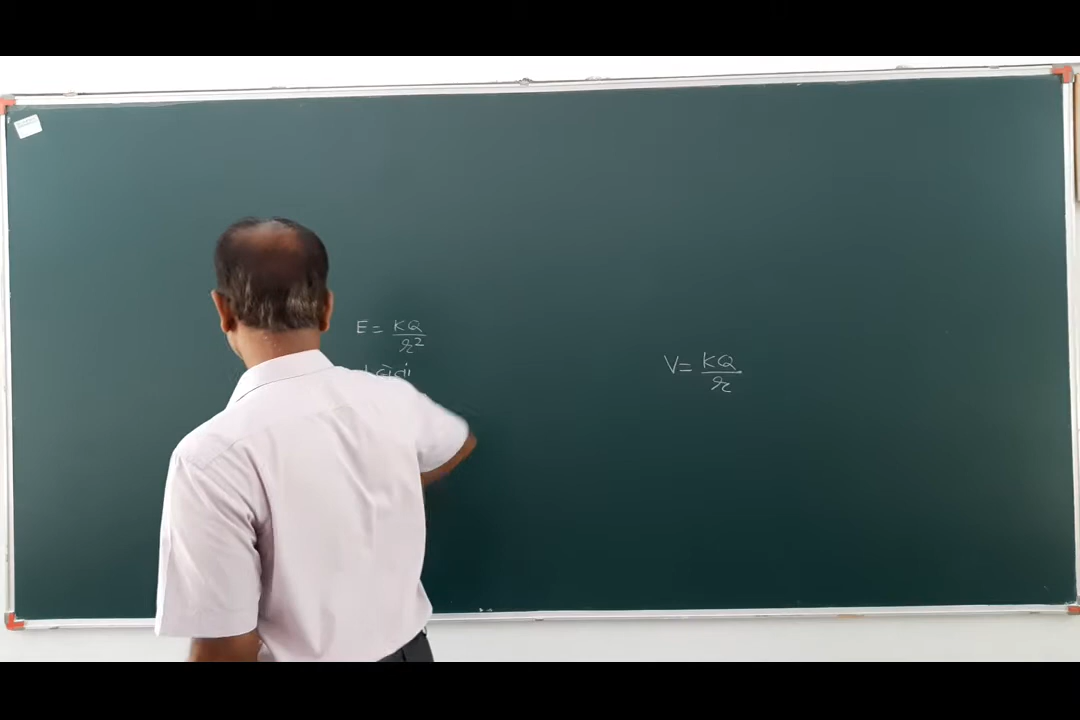 E = KQ/r²
V = KQ/r